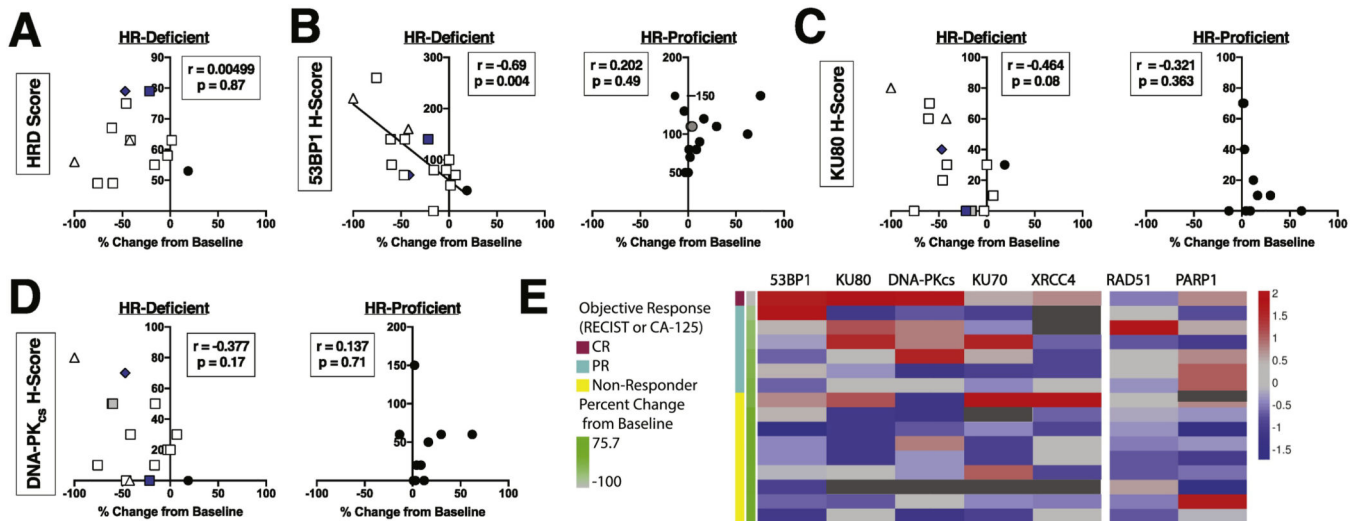 A
HR-Deficient
r = 0.00499
p = 0.87
HRD Score
90
80
70
60
50
-100 -50 0 50 100
% Change from Baseline
B
HR-Deficient
r = -0.69
p = 0.004
53BP1 H-Score
300
200
100
-100 -50 0 50 100
% Change from Baseline
HR-Proficient
r = 0.202
p = 0.49
200
150
100
50
-100 -50 0 50 100
% Change from Baseline
C
HR-Deficient
r = -0.464
p = 0.08
KU80 H-Score
100
80
60
40
20
-100 -50 0 50 100
% Change from Baseline
HR-Proficient
r = -0.321
p = 0.363
200
150
100
50
-100 0 100
% Change from Baseline
D
HR-Deficient
r = -0.377
p = 0.17
DNA-PKcs H-Score
100
80
60
40
20
-100 -50 0 50 100
% Change from Baseline
HR-Proficient
r = 0.137
p = 0.71
200
150
100
50
-100 -50 0 50 100
% Change from Baseline
E
53BP1 KU80 DNA-PKcs KU70 XRCC4 RAD51 PARP1
Objective Response
(RECIST or CA-125)
CR
PR
Non-Responder
Percent Change
from Baseline
75.7
-100
2
1.5
1
0.5
0
-0.5
-1
-1.5